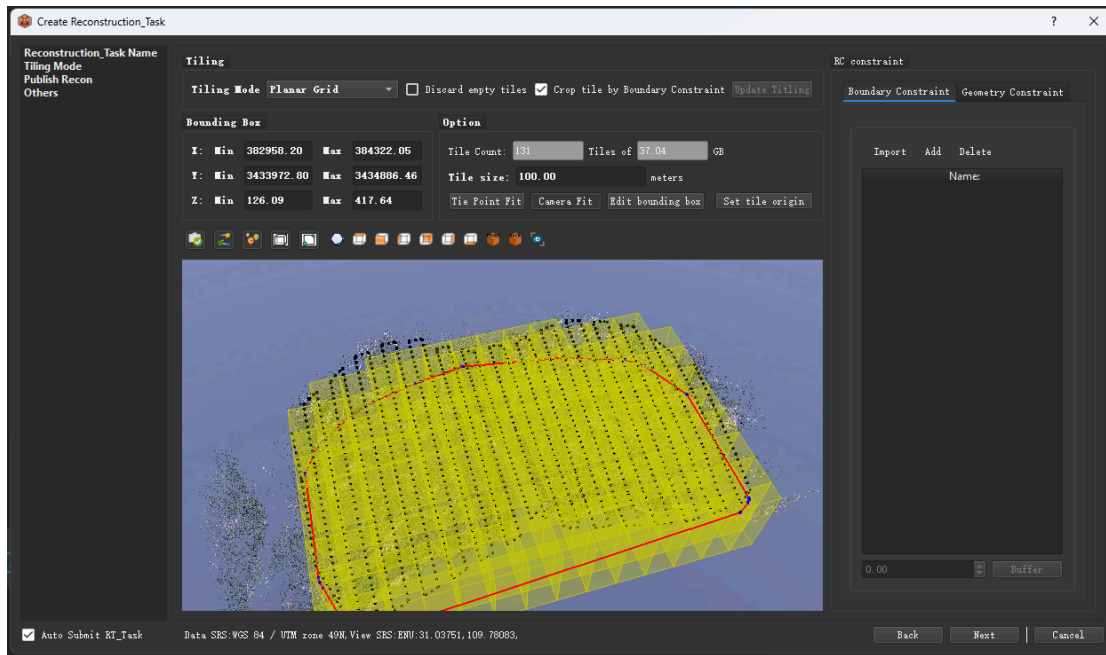 Create Reconstruction_Task
? ×
Reconstruction_Task Name
Tiling Mode
Publish Recon
Others
Tiling
Tiling Mode Planar Grid Discard empty tiles Crop tile by Boundary Constraint Update Titling
Bounding Box
X: Min 382958.20 Max 384322.05
Y: Min 3433972.80 Max 3434886.46
Z: Min 126.09 Max 417.64
Option
Tile Count: 131 Tiles of 37.04 GB
Tile size: 100.00 meters
Tie Point Fit Camera Fit Edit bounding box Set tile origin
RC constraint
Boundary Constraint Geometry Constraint
Import Add Delete
Name:
0.00 Buffer
Auto Submit RT_Task Data SRS:WGS 84 / UTM zone 49N, View SRS:ENU:31.03751,109.78083, Back Next Cancel